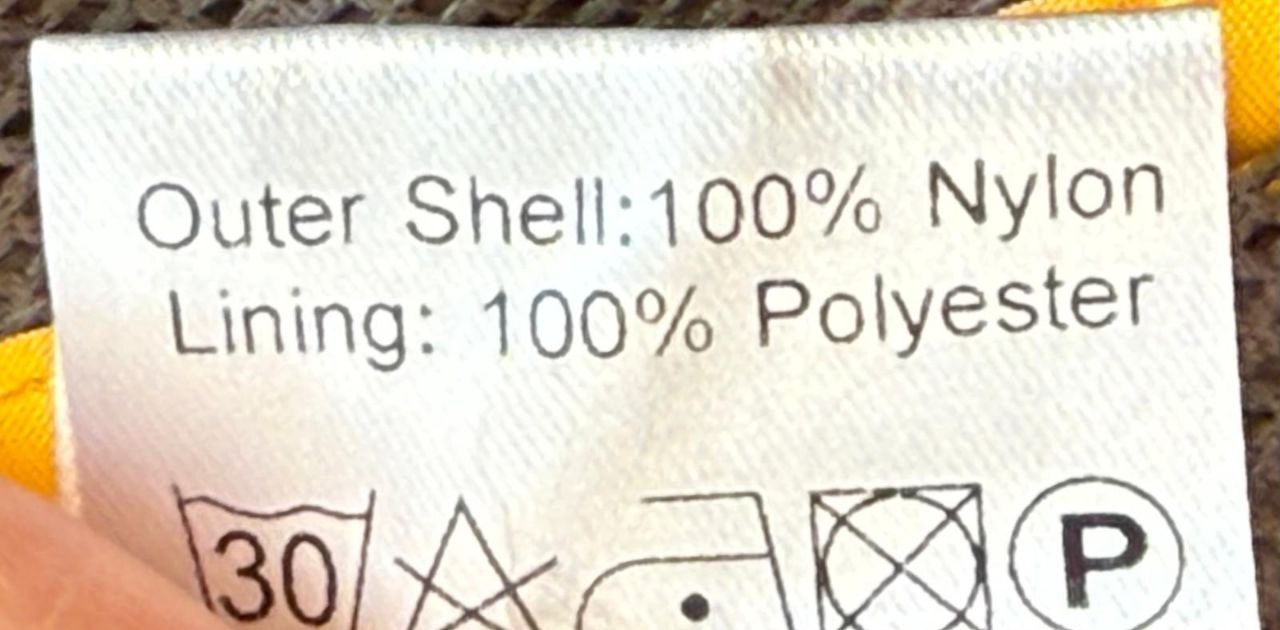 Outer Shell:100% Nylon
Lining: 100% Polyester
30 P